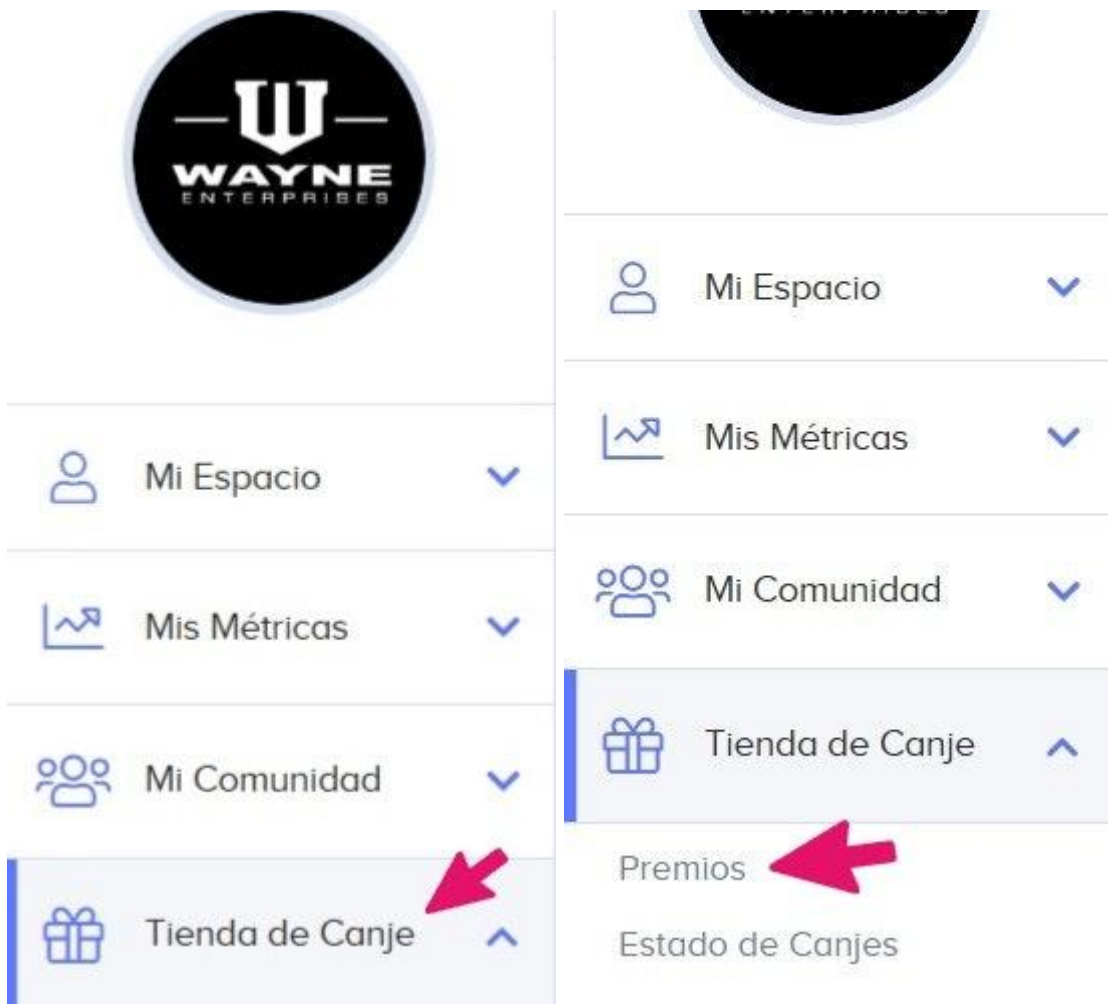 WAYNE
ENTERPRISES
Mi Espacio
Mis Métricas
Mi Comunidad
Tienda de Canje
ENTERPRISES
Mi Espacio
Mis Métricas
Mi Comunidad
Tienda de Canje
Premios
Estado de Canjes